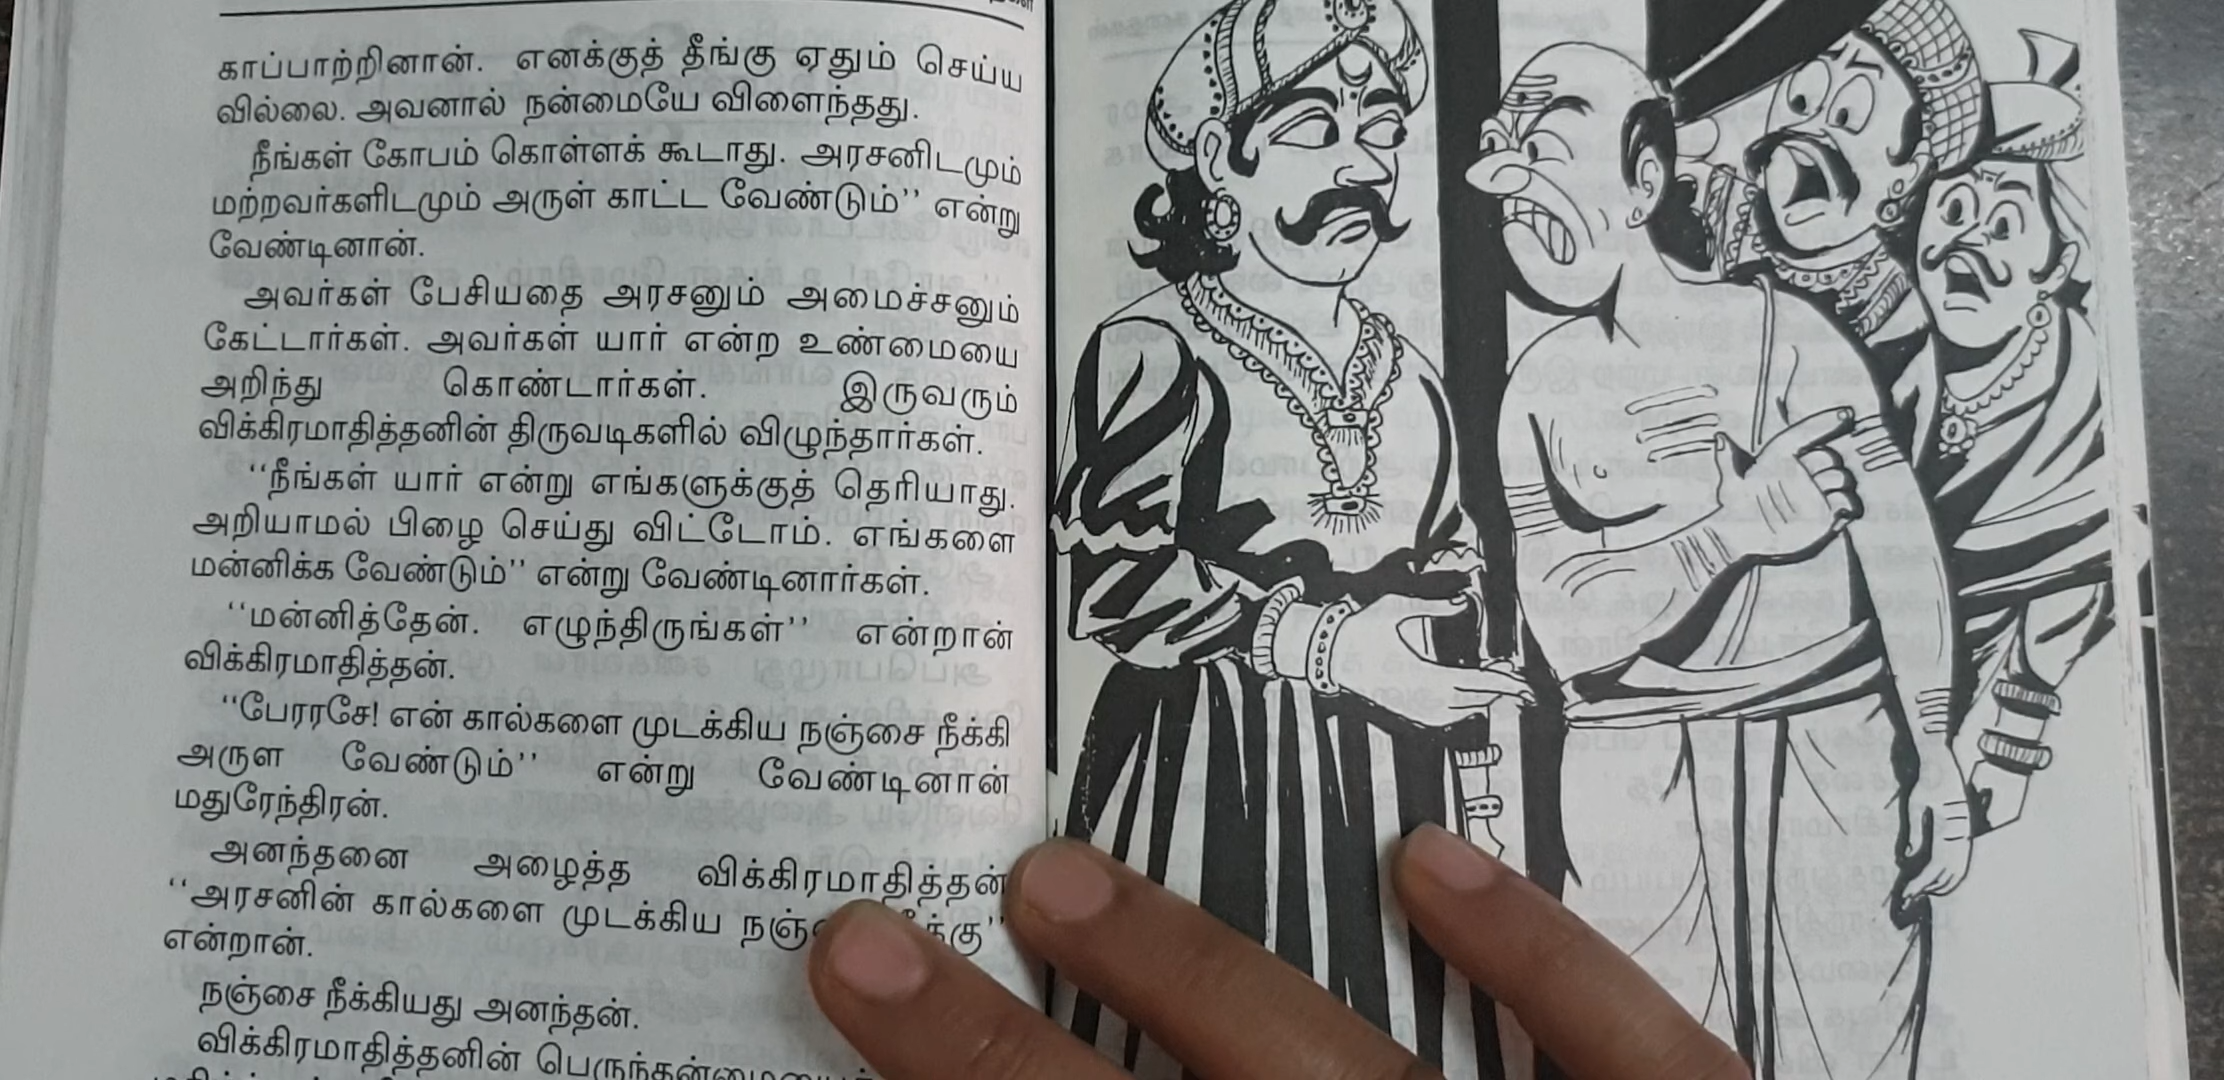 காப்பாற்றினான். எனக்குத் தீங்கு ஏதும் செய்ய
வில்லை. அவனால் நன்மையே விளைந்தது.
நீங்கள் கோபம் கொள்ளக் கூடாது. அரசனிடமும்
மற்றவர்களிடமும் அருள் காட்ட வேண்டும்’’ என்று
வேண்டினான்.
அவர்கள் பேசியதை அரசனும் அமைச்சனும்
கேட்டார்கள். அவர்கள் யார் என்ற உண்மையை
அறிந்து கொண்டார்கள். இருவரும்
விக்கிரமாதித்தனின் திருவடிகளில் விழுந்தார்கள்.
‘‘நீங்கள் யார் என்று எங்களுக்குத் தெரியாது.
அறியாமல் பிழை செய்து விட்டோம். எங்களை
மன்னிக்க வேண்டும்’’ என்று வேண்டினார்கள்.
‘‘மன்னித்தேன். எழுந்திருங்கள்’’ என்றான்
விக்கிரமாதித்தன்.
‘‘பேரரசே! என் கால்களை முடக்கிய நஞ்சை நீக்கி
அருள வேண்டும்’’ என்று வேண்டினான்
மதுரேந்திரன்.
அனந்தனை அழைத்த விக்கிரமாதித்தன்
‘‘அரசனின் கால்களை முடக்கிய
என்றான்.
நஞ்சை நீக்கியது அனந்தன்.
விக்கிரமாதித்தனின்